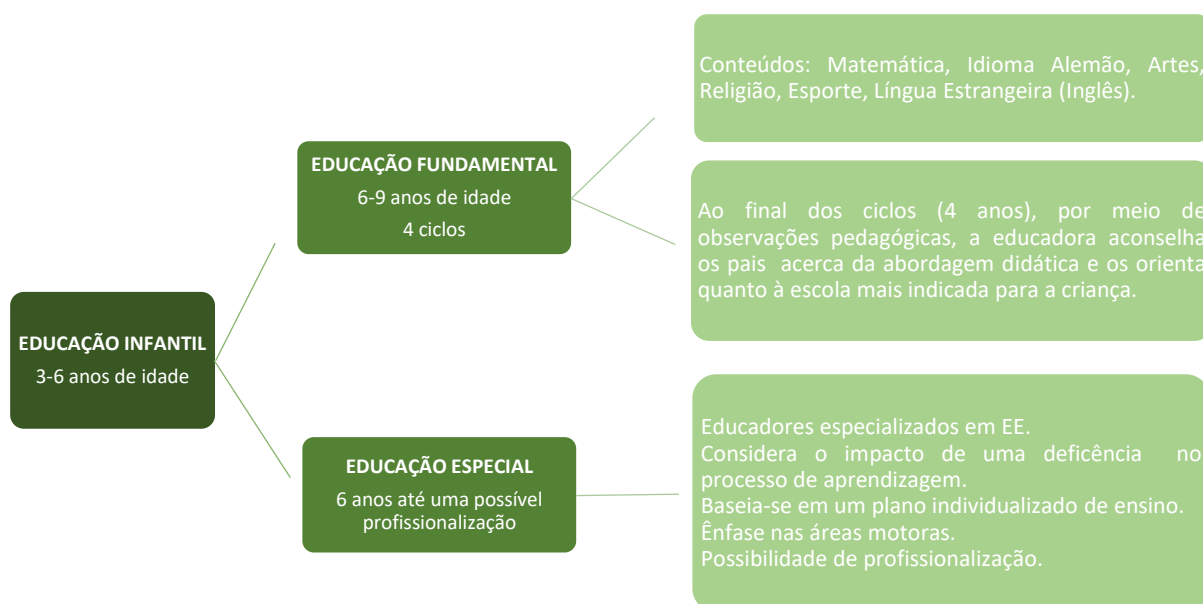 EDUCAÇÃO INFANTIL
3-6 anos de idade
EDUCAÇÃO FUNDAMENTAL
6-9 anos de idade
4 ciclos
Conteúdos: Matemática, Idioma Alemão, Artes,
Religião, Esporte, Língua Estrangeira (Inglês).
Ao final dos ciclos (4 anos), por meio de
observações pedagógicas, a educadora aconselha
os pais acerca da abordagem didática e os orienta
quanto à escola mais indicada para a criança.
EDUCAÇÃO ESPECIAL
6 anos até uma possível
profissionalização
Educadores especializados em EE.
Considera o impacto de uma deficência no
processo de aprendizagem.
Baseia-se em um plano individualizado de ensino.
Ênfase nas áreas motoras.
Possibilidade de profissionalização.